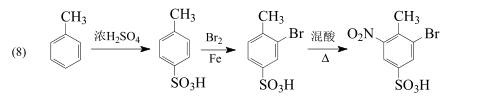 CH₃ CH₃ CH₃ CH₃
(8) 浓H₂SO₄ Br₂ Fe Br 混酸 Δ O₂N Br
SO₃H SO₃H SO₃H